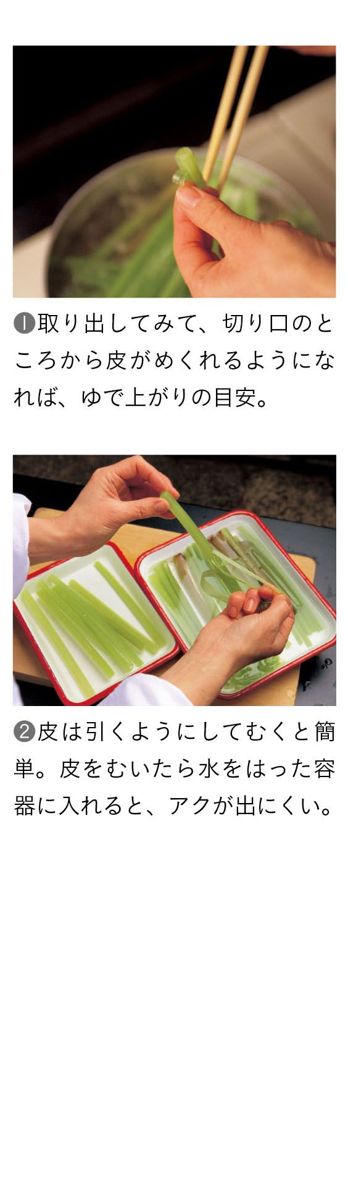 ❶取り出してみて、切り口のと
ころから皮がめくれるようにな
れば、ゆで上がりの目安。
❷皮は引くようにしてむくと簡
単。皮をむいたら水をはった容
器に入れると、アクが出にくい。